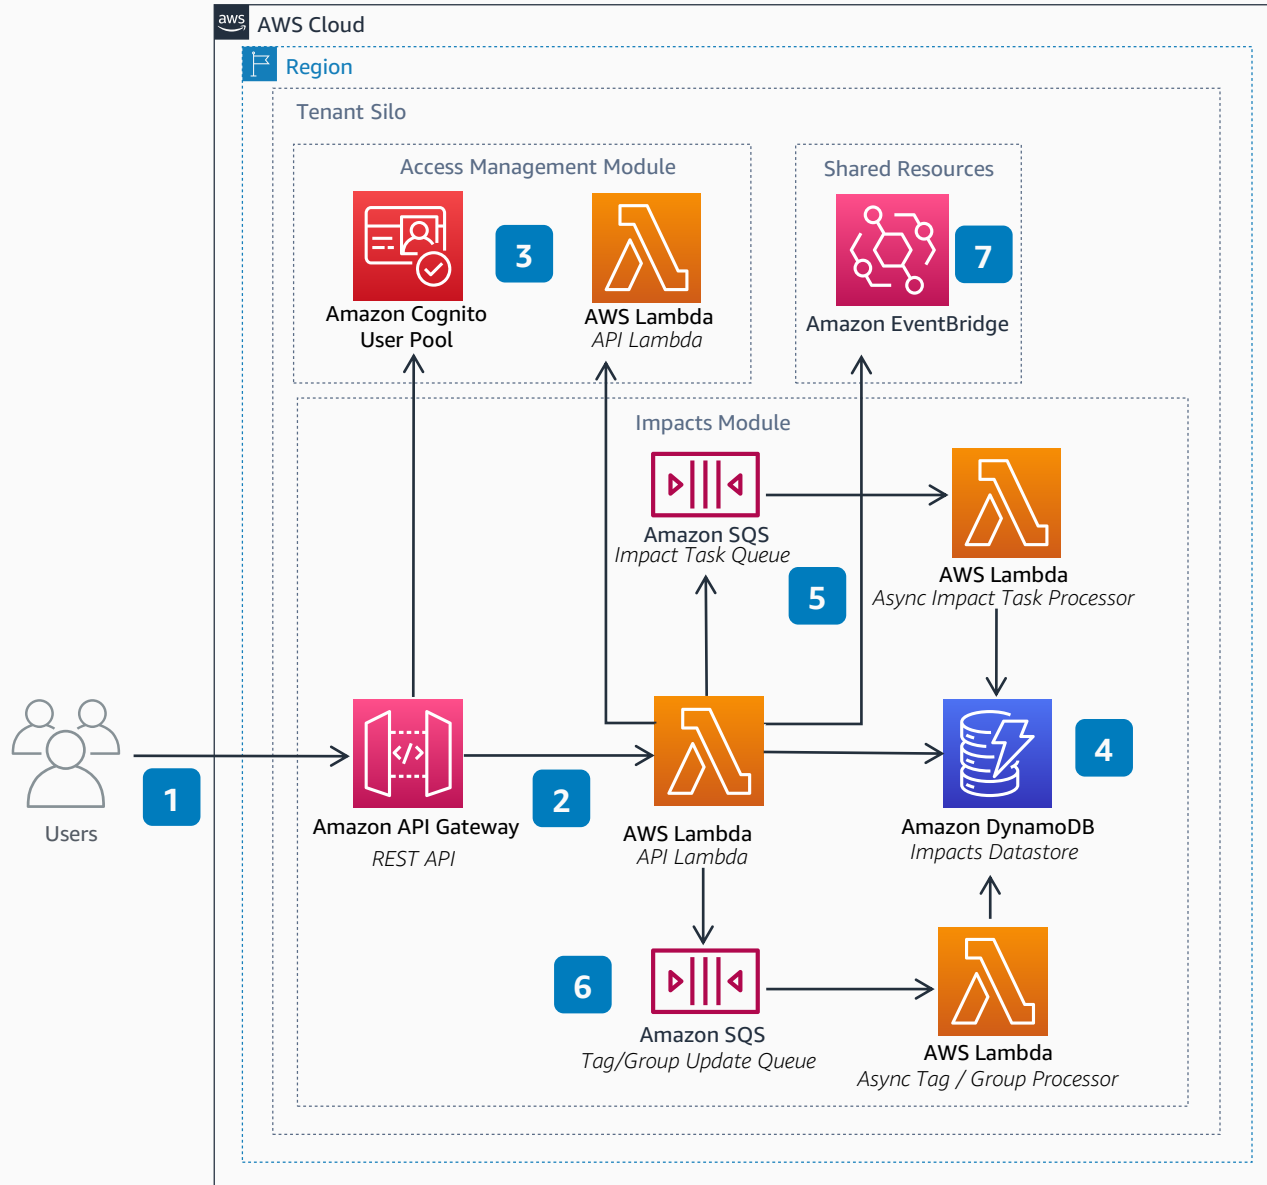 aws
AWS Cloud
Region
Tenant Silo
Access Management Module
Shared Resources
3
7
Amazon Cognito
User Pool
AWS Lambda
API Lambda
Amazon EventBridge
Impacts Module
Amazon SQS
Impact Task Queue
5
AWS Lambda
Async Impact Task Processor
Users
1
</>
Amazon API Gateway
REST API
2
AWS Lambda
API Lambda
4
Amazon DynamoDB
Impacts Datastore
6
Amazon SQS
Tag/Group Update Queue
AWS Lambda
Async Tag / Group Processor